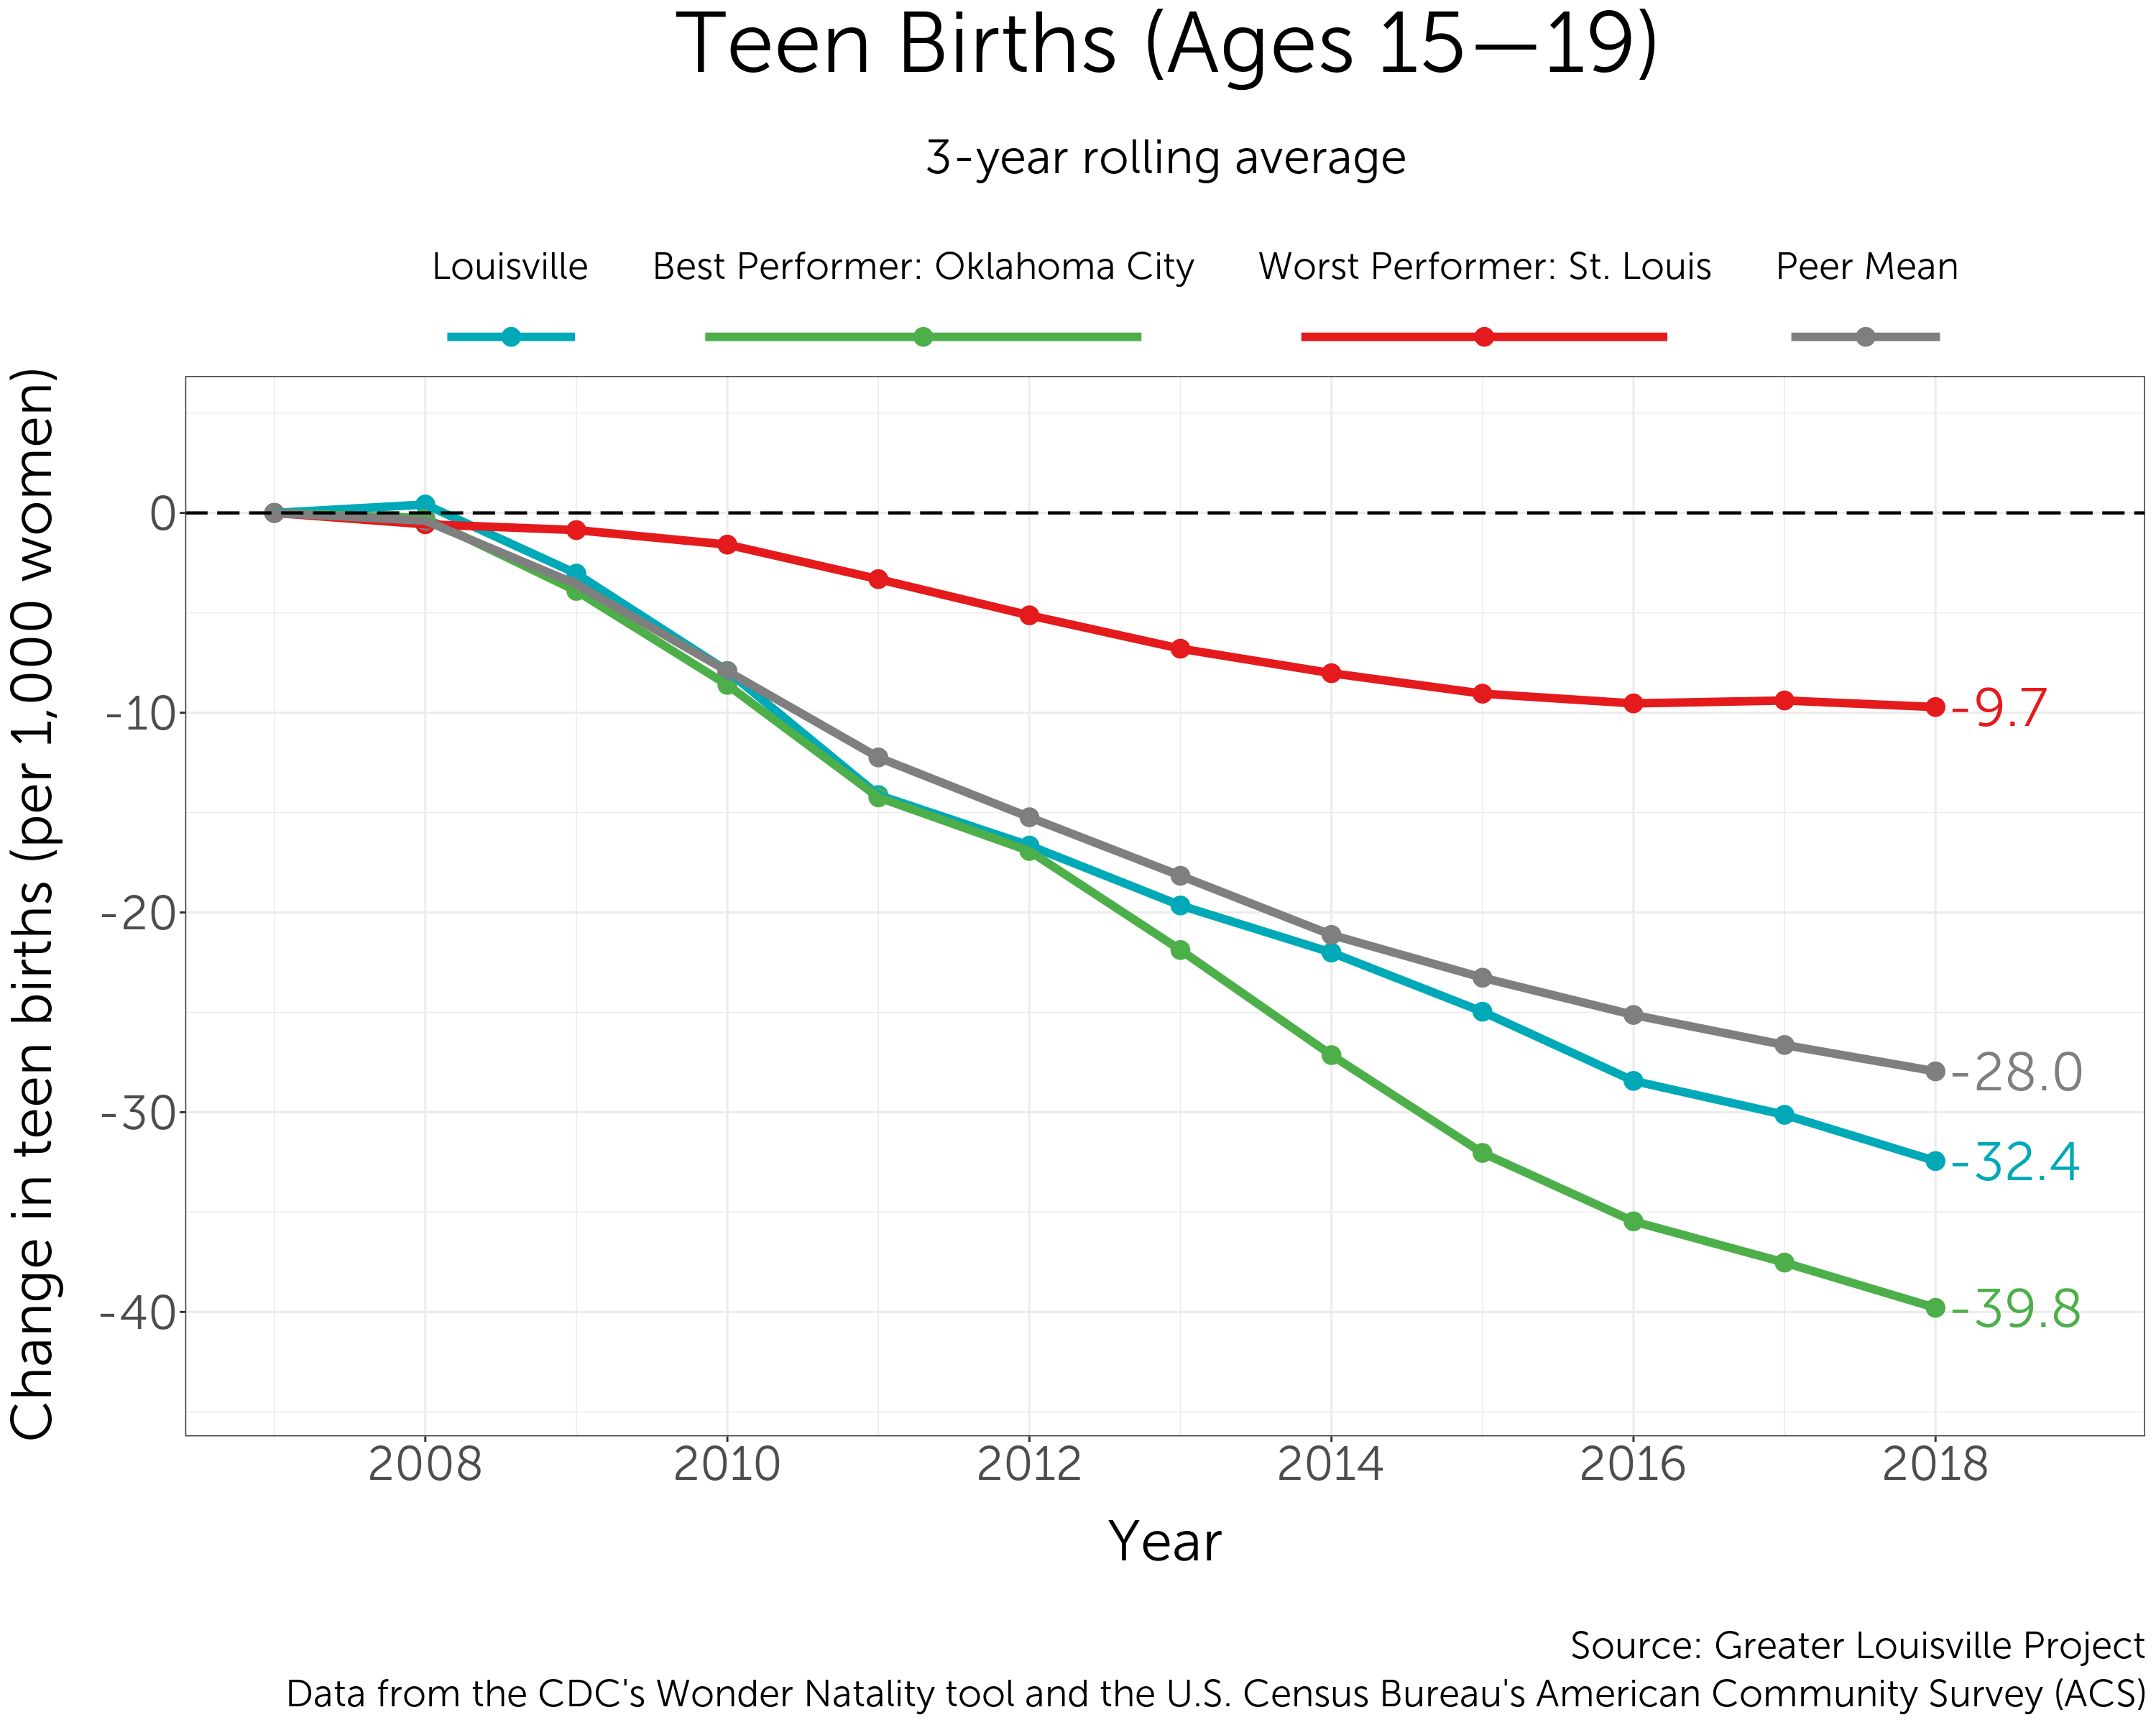 Teen Births (Ages 15—19)
3-year rolling average
Louisville Best Performer: Oklahoma City Worst Performer: St. Louis Peer Mean
Change in teen births (per 1,000 women)
0
-10
-20
-30
-40
-9.7
-28.0
-32.4
-39.8
2008 2010 2012 2014 2016 2018
Year
Source: Greater Louisville Project
Data from the CDC's Wonder Natality tool and the U.S. Census Bureau's American Community Survey (ACS)